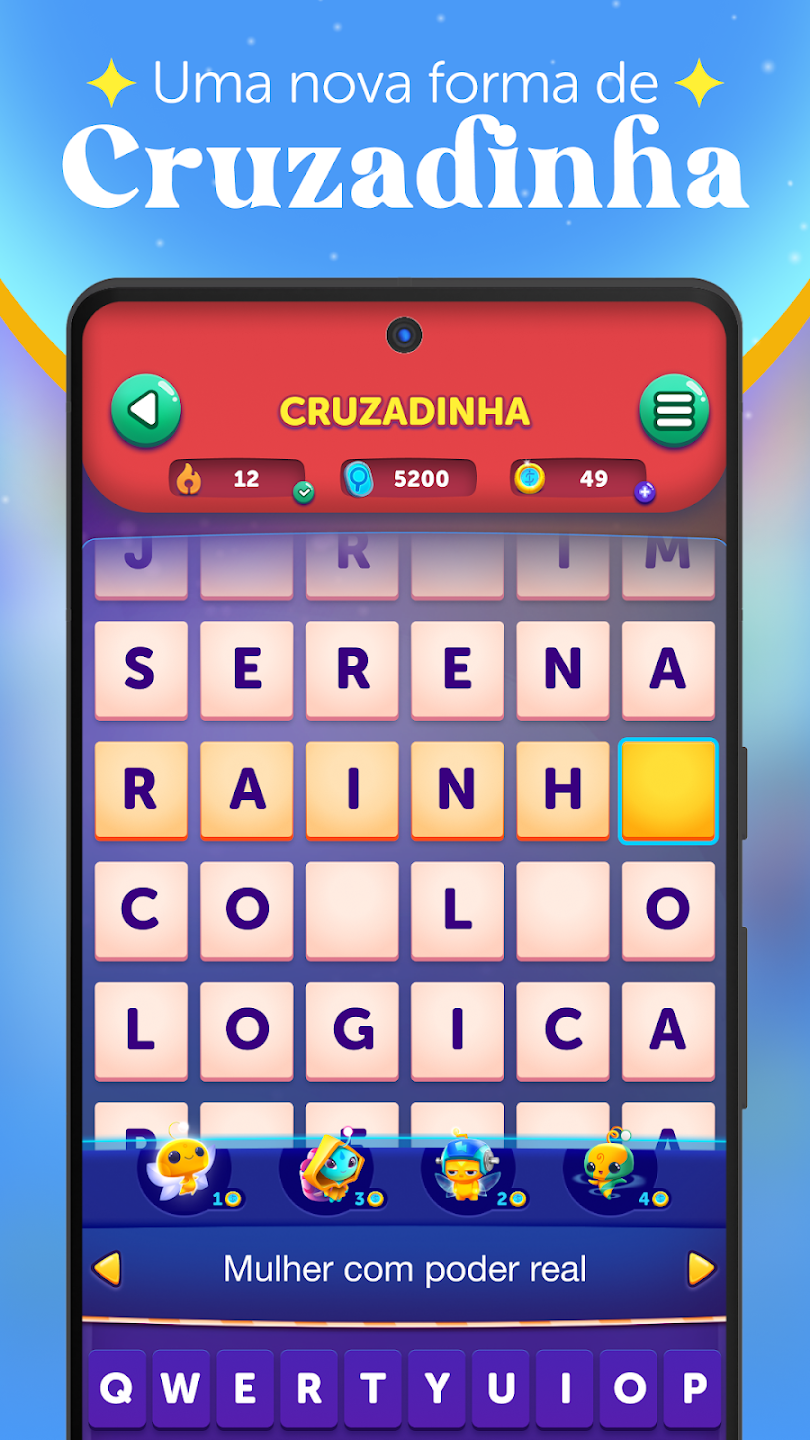 Uma nova forma de
Cruzadinha
CRUZADINHA
12 5200 49
J R I M
S E R E N A
R A I N H
C O L O
L O G I C A
1 3 2 4
Mulher com poder real
Q W E R T Y U I O P